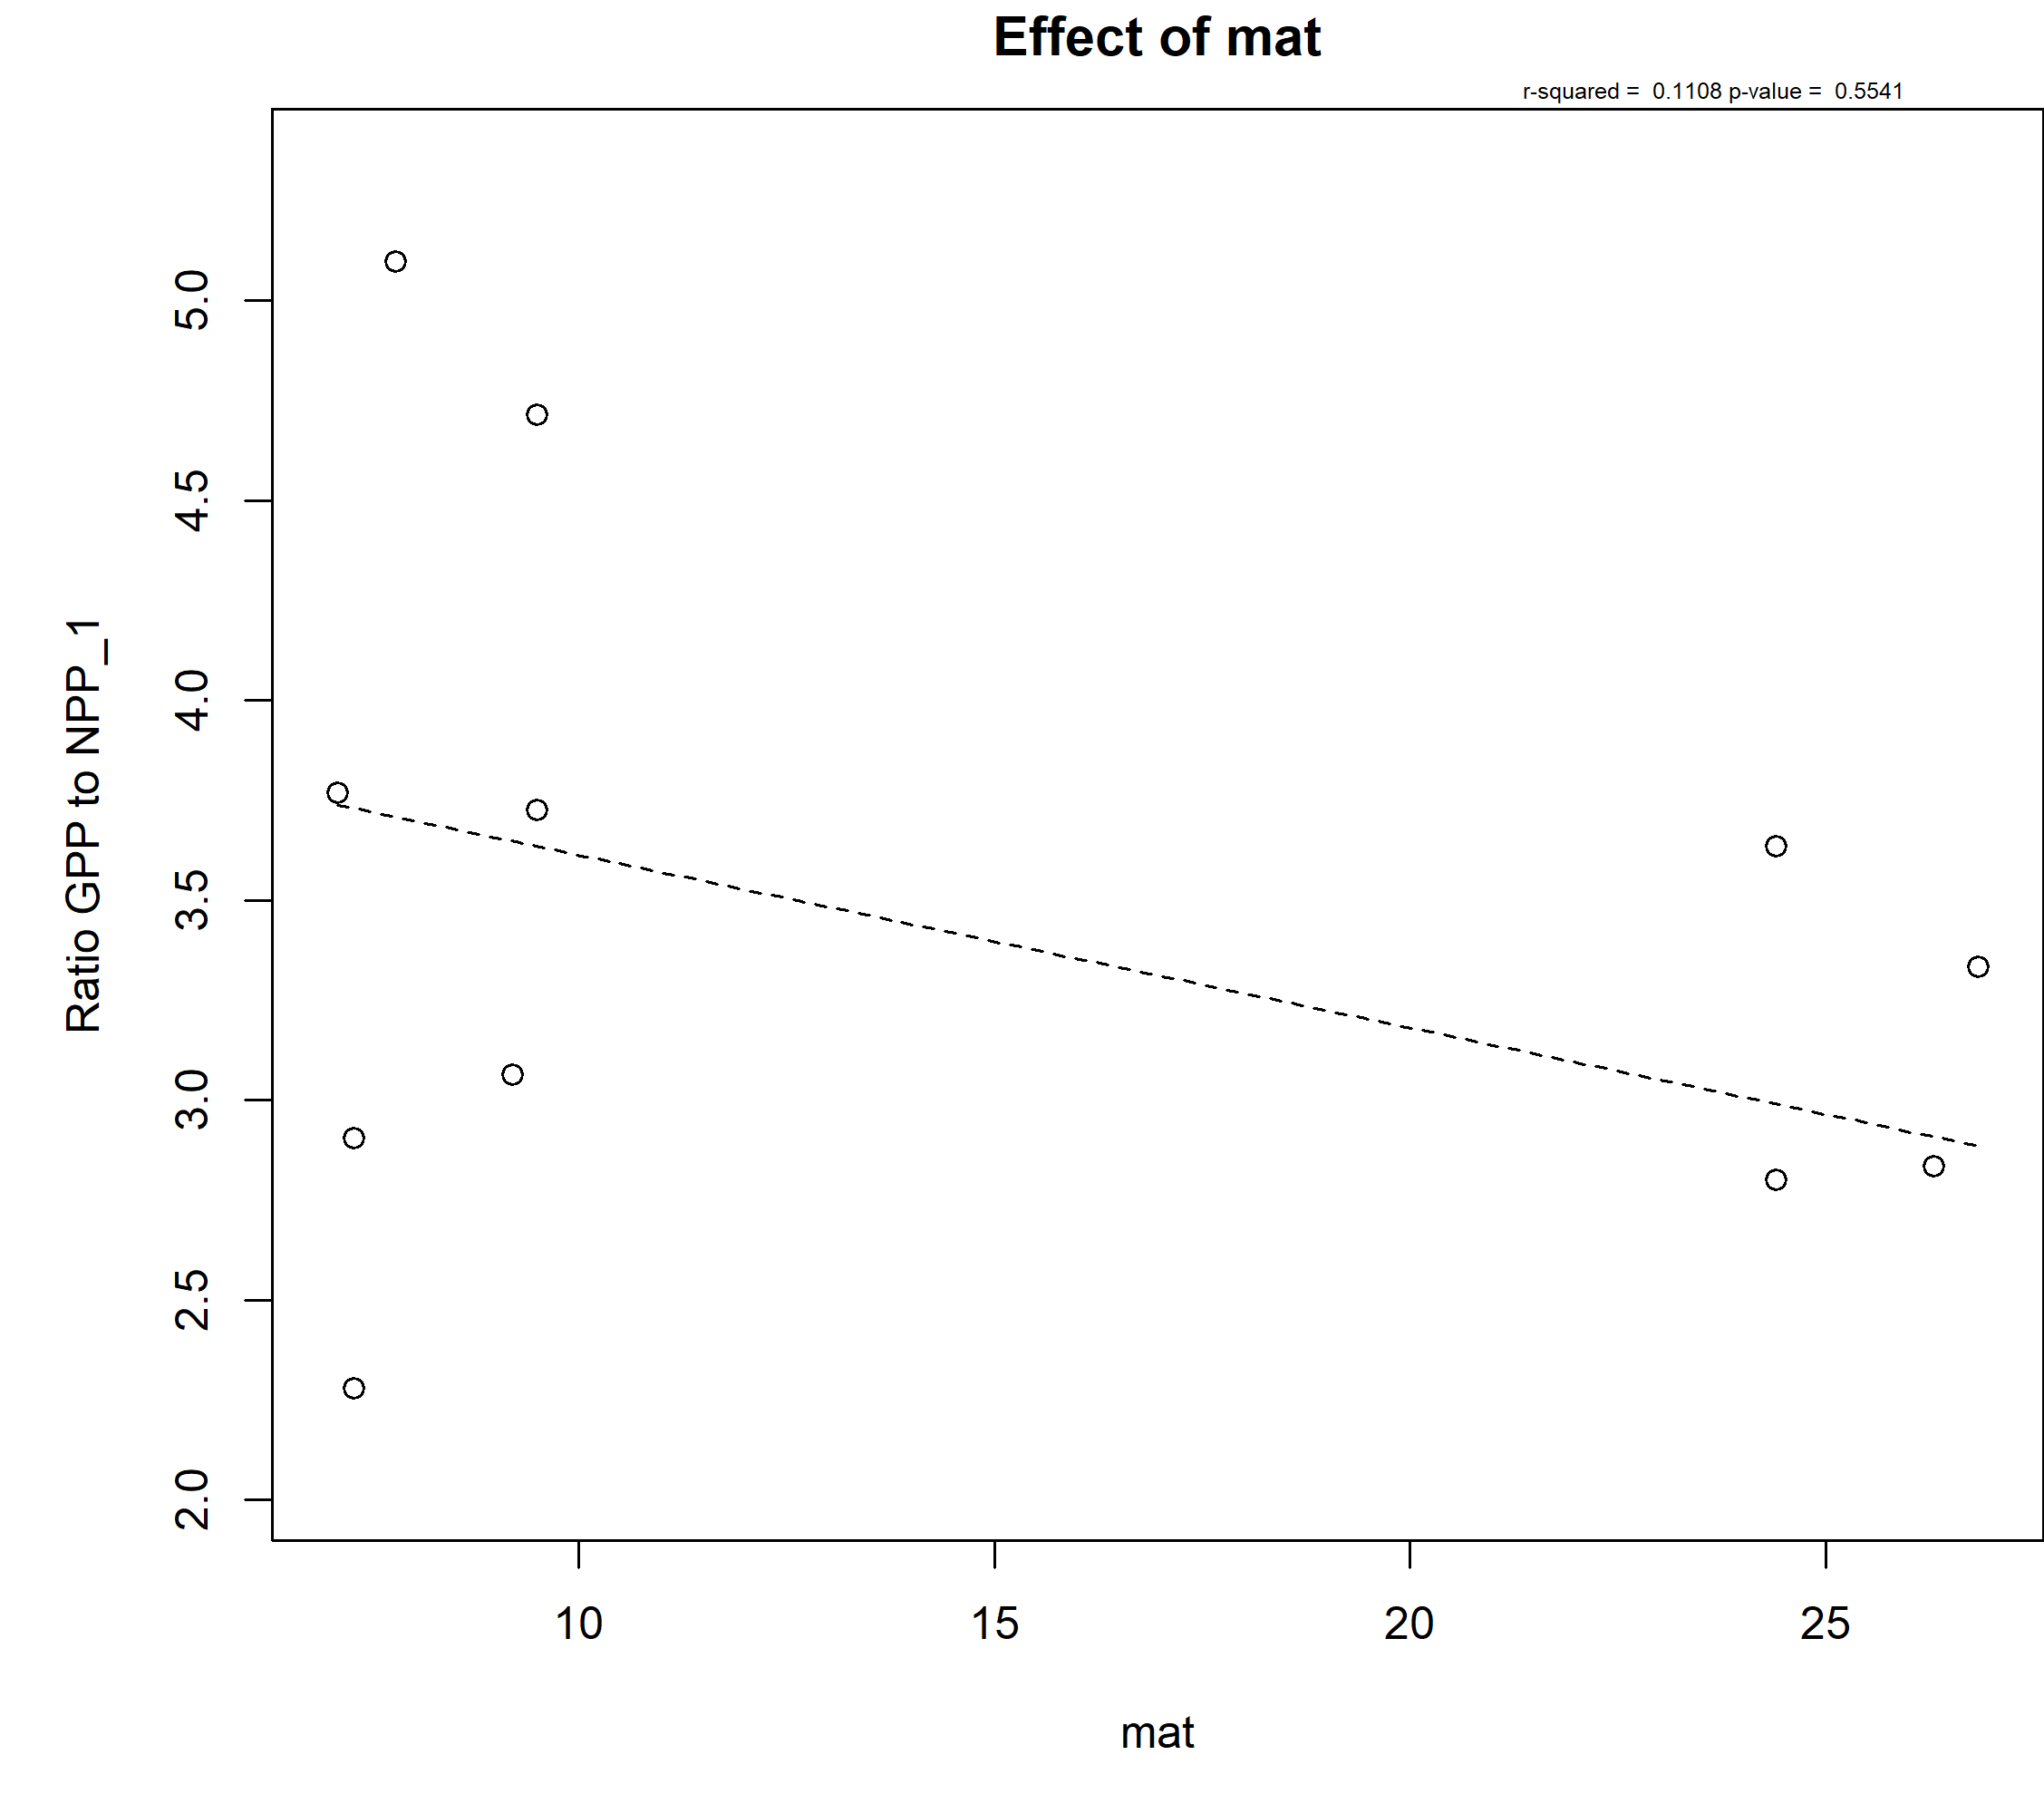 Effect of mat
r-squared =  0.1108 p-value =  0.5541
Ratio GPP to NPP_1
5.0
4.5
4.0
3.5
3.0
2.5
2.0
10 15 20 25
mat